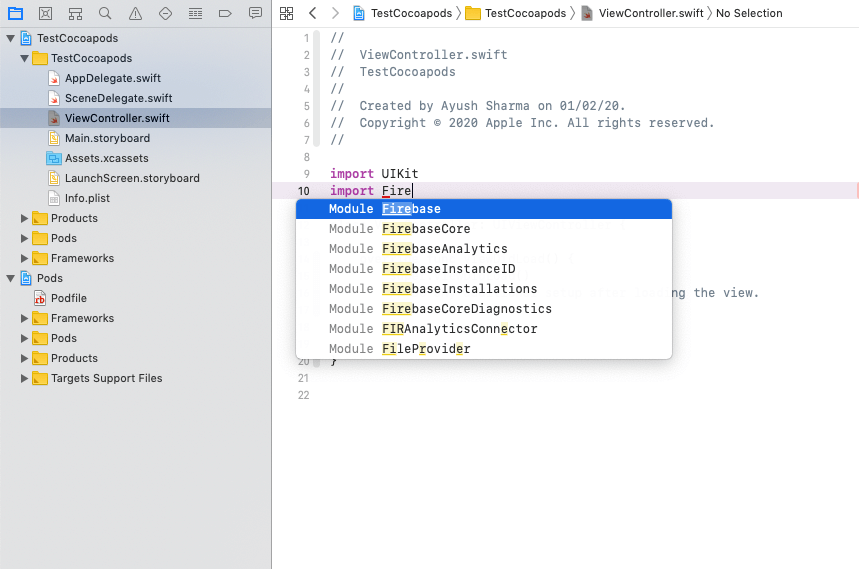 TestCocoapods 〉 TestCocoapods 〉 ViewController.swift 〉 No Selection
TestCocoapods
TestCocoapods
AppDelegate.swift
SceneDelegate.swift
ViewController.swift
Main.storyboard
Assets.xcassets
LaunchScreen.storyboard
Info.plist
Products
Pods
Frameworks
Pods
Podfile
Frameworks
Pods
Products
Targets Support Files
1 //
2 // ViewController.swift
3 // TestCocoapods
4 //
5 // Created by Ayush Sharma on 01/02/20.
6 // Copyright © 2020 Apple Inc. All rights reserved.
7 //
8
9 import UIKit
10 import Fire
Module Firebase
Module FirebaseCore
Module FirebaseAnalytics
Module FirebaseInstanceID
Module FirebaseInstallations
ng the view.
Module FirebaseCoreDiagnostics
Module FIRAnalyticsConnector
Module FileProvider
20 }
21
22